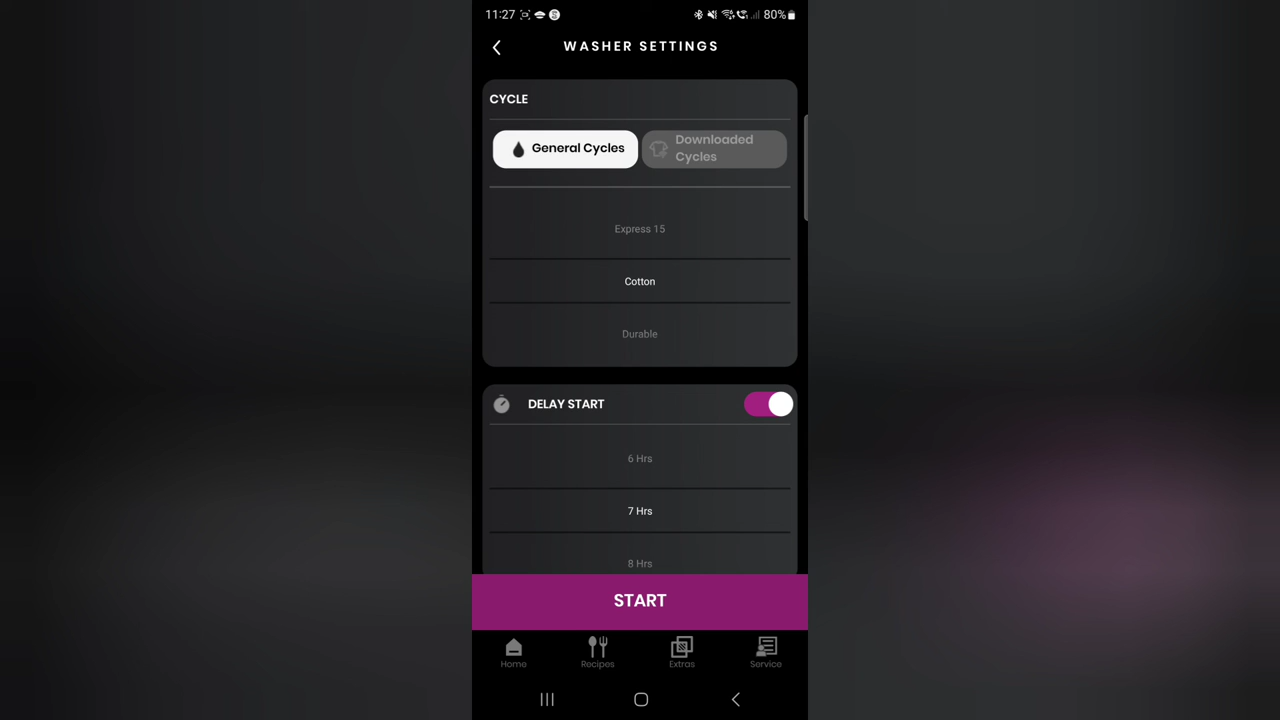 11:27
80%
WASHER SETTINGS
CYCLE
General Cycles
Downloaded
Cycles
Express 15
Cotton
Durable
DELAY START
6 Hrs
7 Hrs
8 Hrs
START
Home
Recipes
Extras
Service